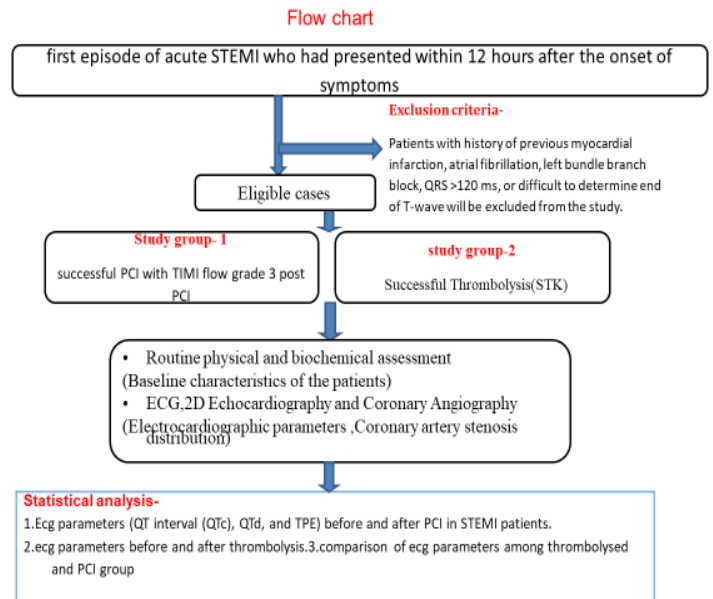 Flow chart
first episode of acute STEMI who had presented within 12 hours after the onset of
symptoms
Exclusion criteria-
Patients with history of previous myocardial
infarction, atrial fibrillation, left bundle branch
block, QRS >120 ms, or difficult to determine end
of T-wave will be excluded from the study.
Eligible cases
Study group- 1
successful PCI with TIMI flow grade 3 post
PCI
study group-2
Successful Thrombolysis(STK)
• Routine physical and biochemical assessment
(Baseline characteristics of the patients)
• ECG,2D Echocardiography and Coronary Angiography
(Electrocardiographic parameters ,Coronary artery stenosis
distribution)
Statistical analysis-
1.Ecg parameters (QT interval (QTc), QTd, and TPE) before and after PCI in STEMI patients.
2.ecg parameters before and after thrombolysis.3.comparison of ecg parameters among thrombolysed
and PCI group